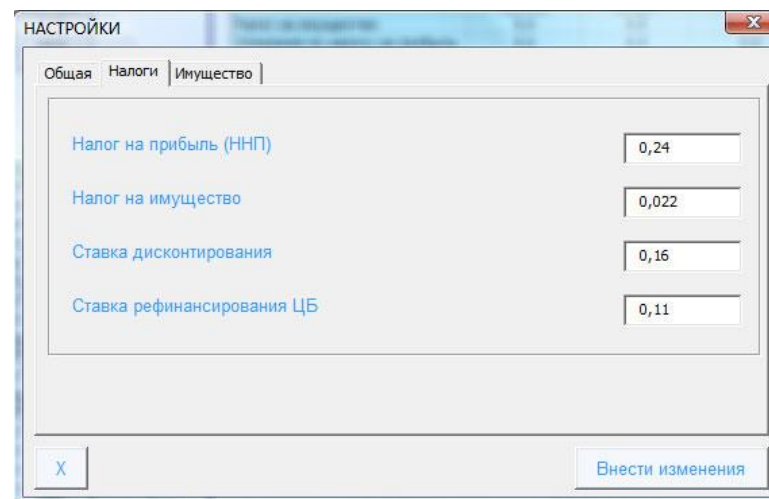 НАСТРОЙКИ
Общая Налоги Имущество
Налог на прибыль (ННП) 0,24
Налог на имущество 0,022
Ставка дисконтирования 0,16
Ставка рефинансирования ЦБ 0,11
X Внести изменения